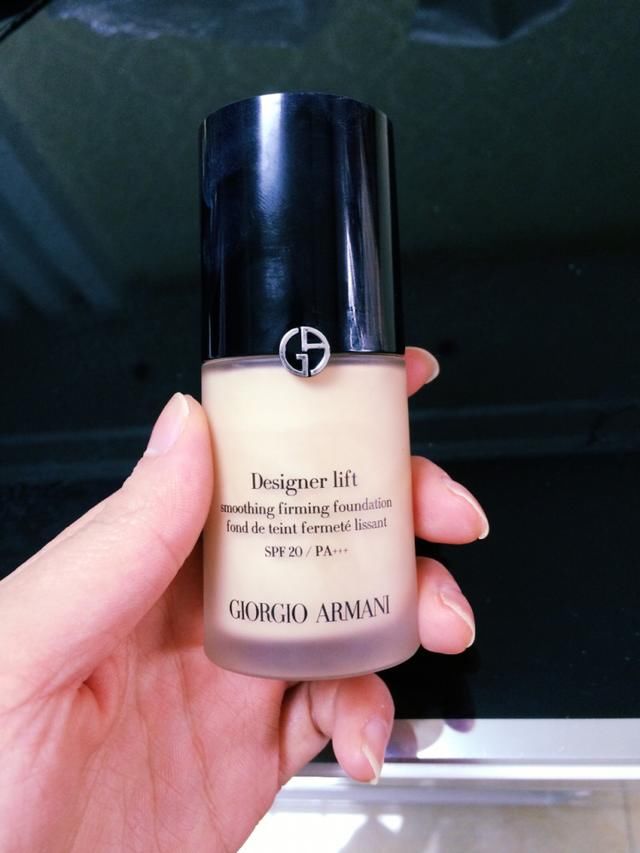 Designer lift
smoothing firming foundation
fond de teint fermeté lissant
SPF 20 / PA+++
GIORGIO ARMANI